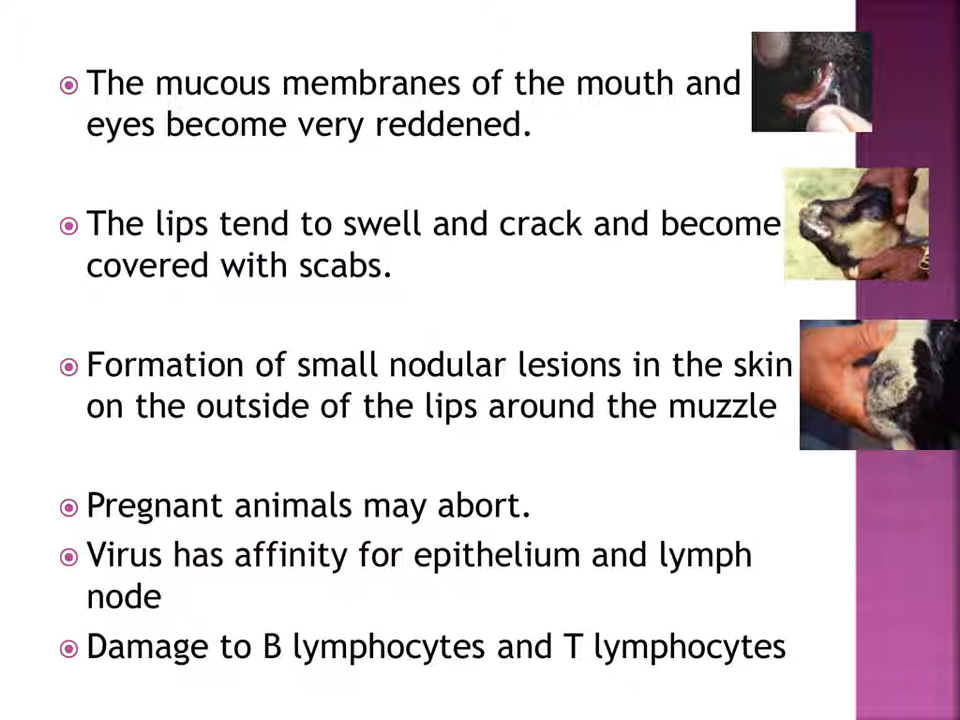 The mucous membranes of the mouth and
eyes become very reddened.
The lips tend to swell and crack and become
covered with scabs.
Formation of small nodular lesions in the skin
on the outside of the lips around the muzzle
Pregnant animals may abort.
Virus has affinity for epithelium and lymph
node
Damage to B lymphocytes and T lymphocytes